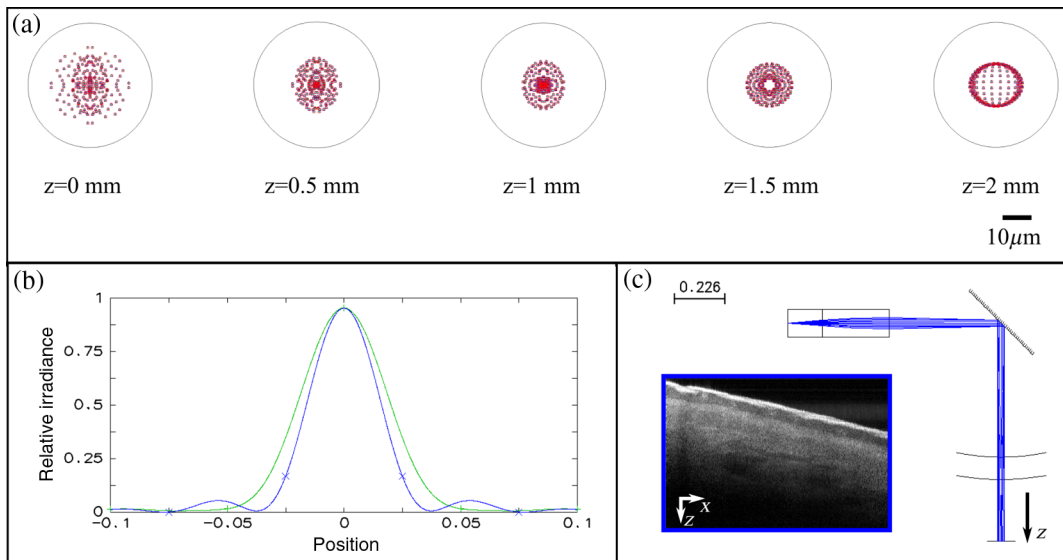 (a)
z=0 mm
z=0.5 mm
z=1 mm
z=1.5 mm
z=2 mm
10μm
(b)
1
0.75
0.5
0.25
0
-0.1
-0.05
0
0.05
0.1
Relative irradiance
Position
(c)
0.226
x
z
z